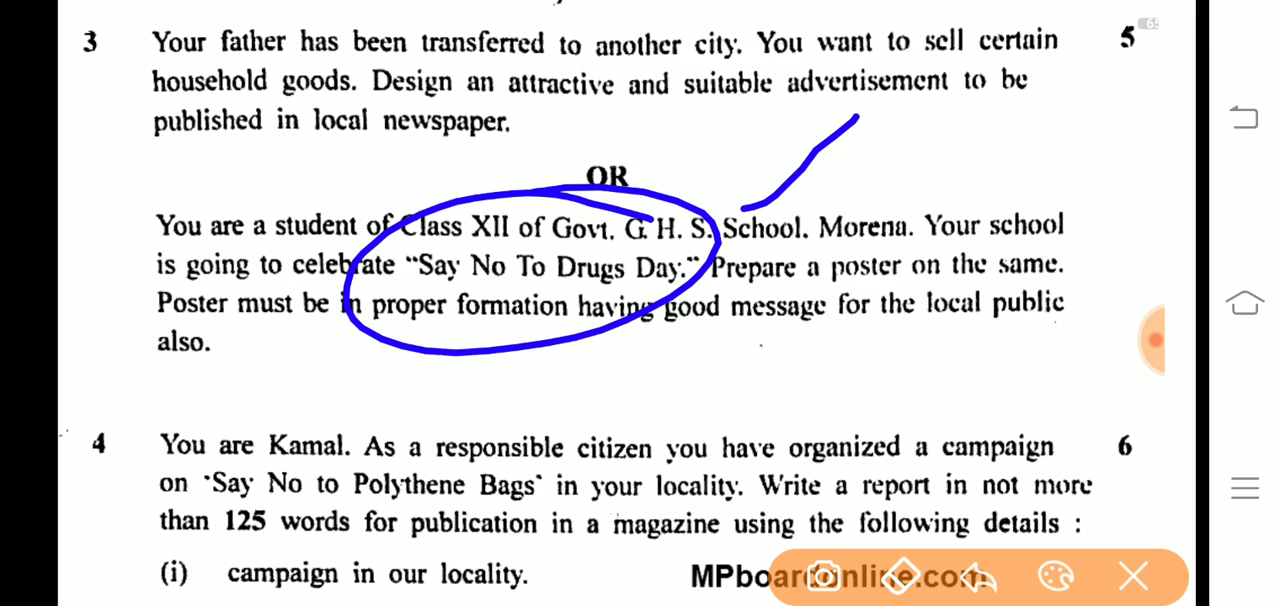 3 Your father has been transferred to another city. You want to sell certain 5
household goods. Design an attractive and suitable advertisement to be
published in local newspaper.
OR
You are a student of Class XII of Govt. G. H. S. School. Morena. Your school
is going to celebrate “Say No To Drugs Day.” Prepare a poster on the same.
Poster must be in proper formation having good message for the local public
also.
4 You are Kamal. As a responsible citizen you have organized a campaign 6
on ‘Say No to Polythene Bags’ in your locality. Write a report in not more
than 125 words for publication in a magazine using the following details :
(i) campaign in our locality.
MPboardonline.com